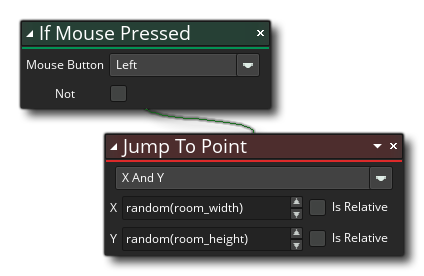 If Mouse Pressed
Mouse Button Left
Not
Jump To Point
X And Y
X random(room_width) Is Relative
Y random(room_height) Is Relative